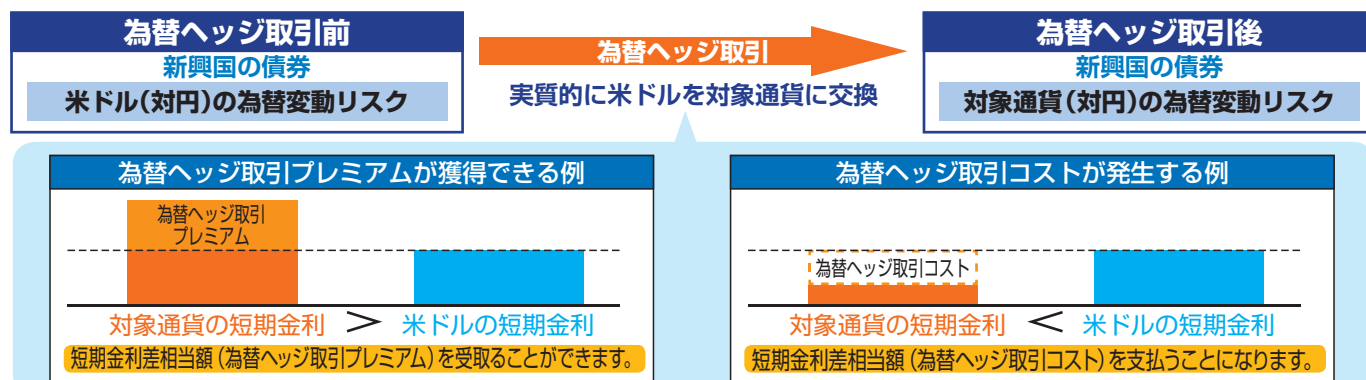 為替ヘッジ取引前
新興国の債券
米ドル(対円)の為替変動リスク
為替ヘッジ取引
実質的に米ドルを対象通貨に交換
為替ヘッジ取引後
新興国の債券
対象通貨(対円)の為替変動リスク
為替ヘッジ取引プレミアムが獲得できる例
為替ヘッジ取引
プレミアム
対象通貨の短期金利 > 米ドルの短期金利
短期金利差相当額(為替ヘッジ取引プレミアム)を受取ることができます。
為替ヘッジ取引コストが発生する例
為替ヘッジ取引コスト
対象通貨の短期金利 < 米ドルの短期金利
短期金利差相当額(為替ヘッジ取引コスト)を支払うことになります。